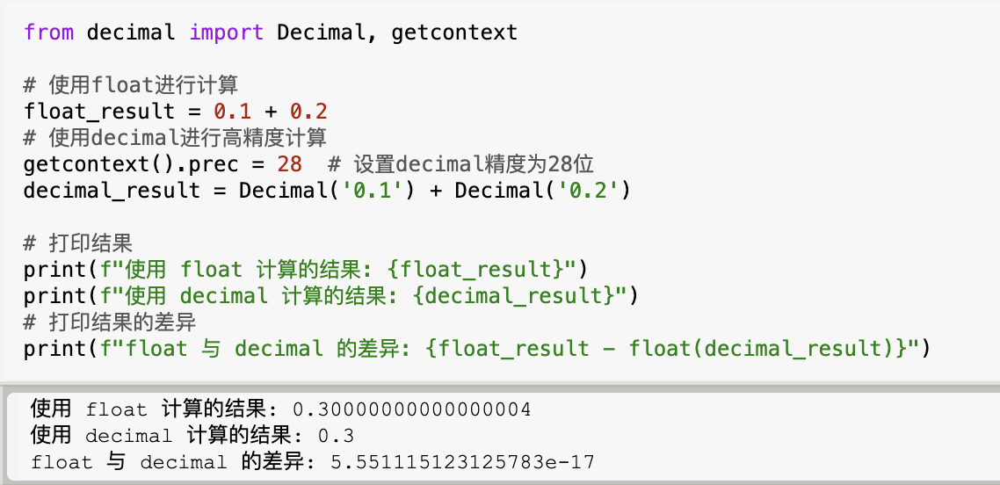 from decimal import Decimal, getcontext
# 使用float进行计算
float_result = 0.1 + 0.2
# 使用decimal进行高精度计算
getcontext().prec = 28  # 设置decimal精度为28位
decimal_result = Decimal('0.1') + Decimal('0.2')
# 打印结果
print(f"使用 float 计算的结果: {float_result}")
print(f"使用 decimal 计算的结果: {decimal_result}")
# 打印结果的差异
print(f"float 与 decimal 的差异: {float_result - float(decimal_result)}")
使用 float 计算的结果: 0.30000000000000004
使用 decimal 计算的结果: 0.3
float 与 decimal 的差异: 5.551115123125783e-17